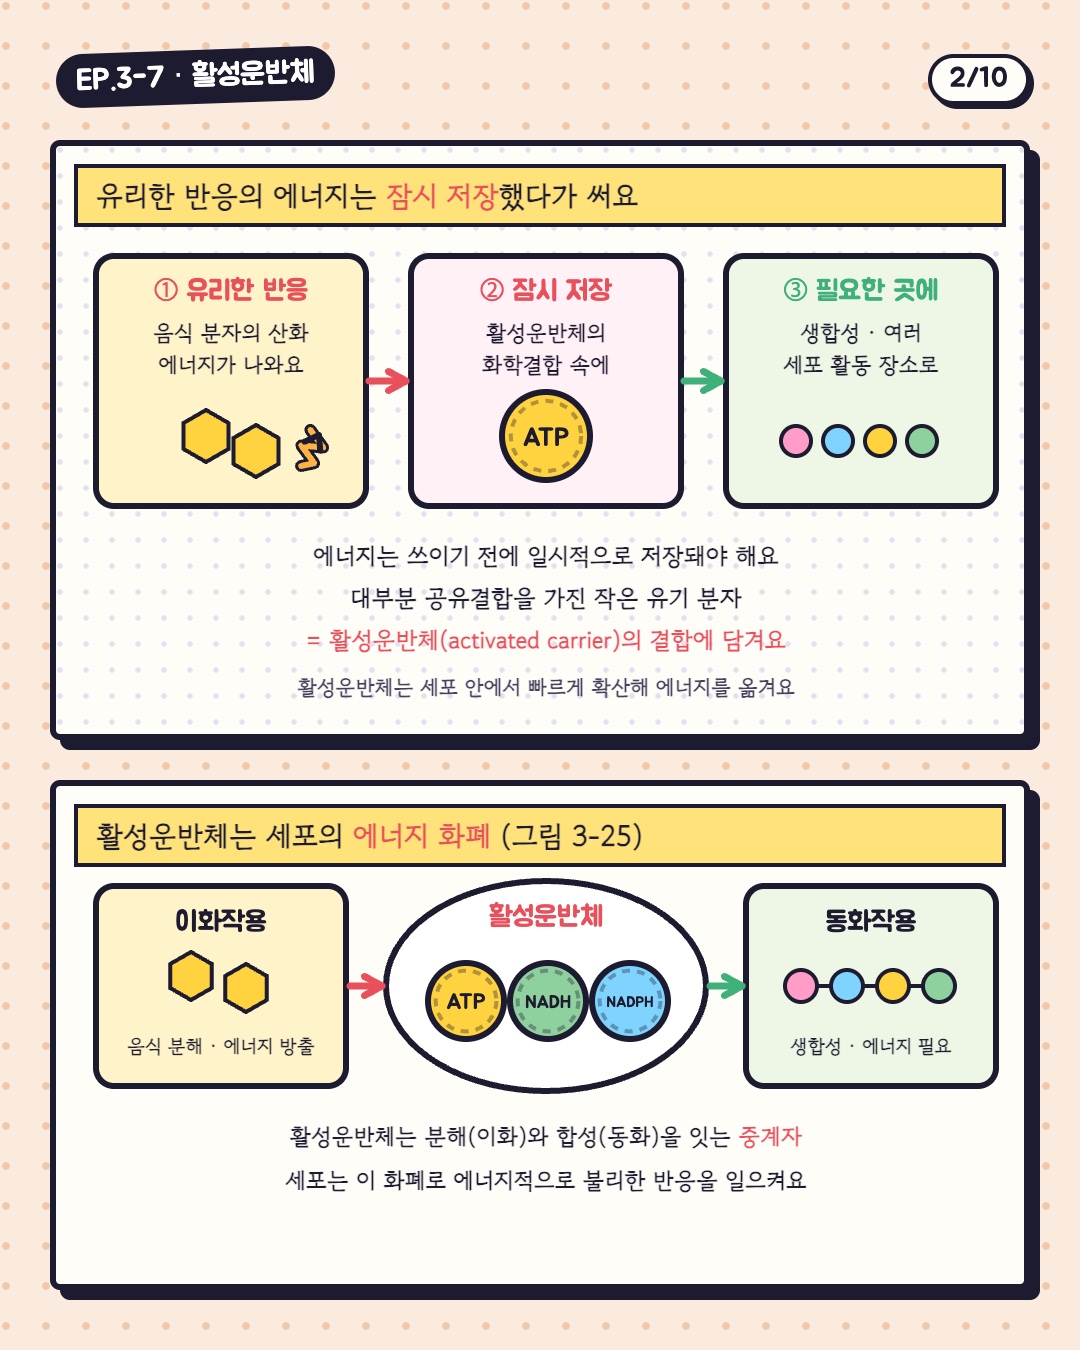 EP.3-7 · 활성운반체
2/10
유리한 반응의 에너지는 잠시 저장했다가 써요
① 유리한 반응
음식 분자의 산화
에너지가 나와요
② 잠시 저장
활성운반체의
화학결합 속에
ATP
③ 필요한 곳에
생합성 · 여러
세포 활동 장소로
에너지는 쓰이기 전에 일시적으로 저장돼야 해요
대부분 공유결합을 가진 작은 유기 분자
= 활성운반체(activated carrier)의 결합에 담겨요
활성운반체는 세포 안에서 빠르게 확산해 에너지를 옮겨요
활성운반체는 세포의 에너지 화폐 (그림 3-25)
이화작용
음식 분해 · 에너지 방출
활성운반체
ATP
NADH
NADPH
동화작용
생합성 · 에너지 필요
활성운반체는 분해(이화)와 합성(동화)을 잇는 중계자
세포는 이 화폐로 에너지적으로 불리한 반응을 일으켜요